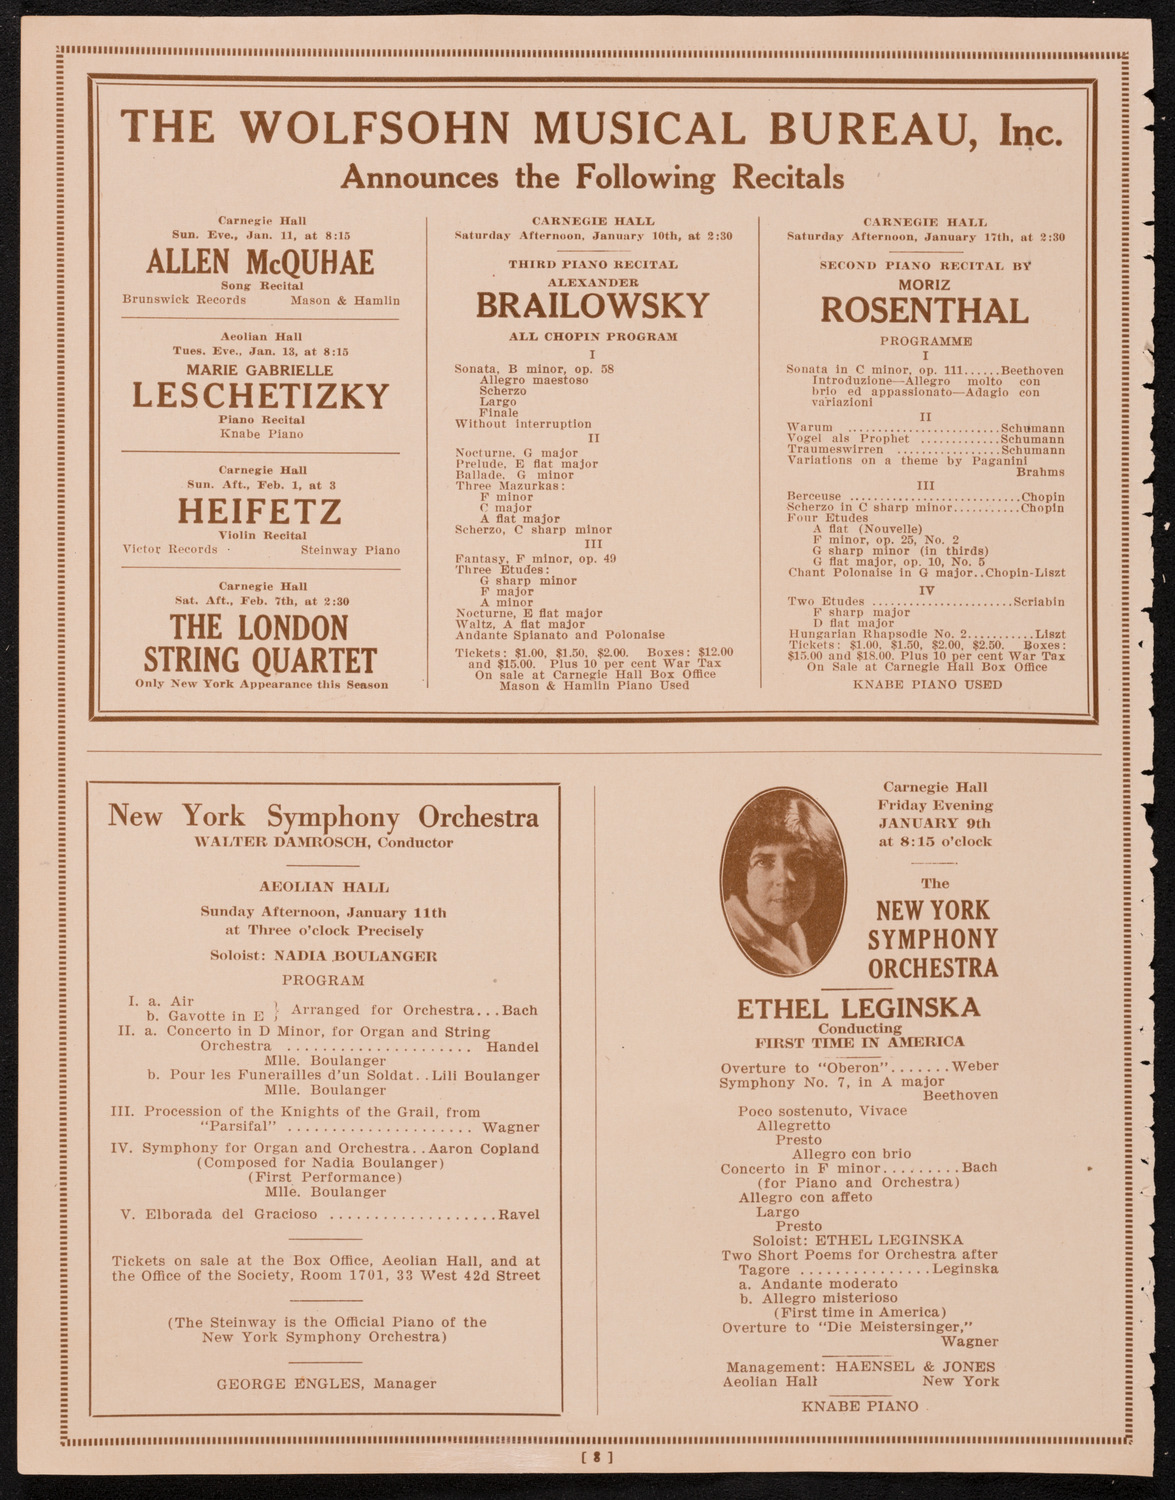 THE WOLFSOHN MUSICAL BUREAU, Inc.
Announces the Following Recitals
Carnegie Hall
Sun. Eve., Jan. 11, at 8:15
ALLEN McQUHAE
Song Recital
Brunswick Records Mason & Hamlin
Aeolian Hall
Tues. Eve., Jan. 13, at 8:15
MARIE GABRIELLE
LESCHETIZKY
Piano Recital
Knabe Piano
Carnegie Hall
Sun. Aft., Feb. 1, at 3
HEIFETZ
Violin Recital
Victor Records Steinway Piano
Carnegie Hall
Sat. Aft., Feb. 7th, at 2:30
THE LONDON
STRING QUARTET
Only New York Appearance this Season
CARNEGIE HALL
Saturday Afternoon, January 10th, at 2:30
THIRD PIANO RECITAL
ALEXANDER
BRAILOWSKY
ALL CHOPIN PROGRAM
I
Sonata, B minor, op. 58
Allegro maestoso
Scherzo
Largo
Finale
Without interruption
II
Nocturne, G major
Prelude, E flat major
Ballade, G minor
Three Mazurkas:
F minor
C major
A flat major
Scherzo, C sharp minor
III
Fantasy, F minor, op. 49
Three Etudes:
G sharp minor
F major
A minor
Nocturne, E flat major
Waltz, A flat major
Andante Spianato and Polonaise
Tickets: $1.00, $1.50, $2.00. Boxes: $12.00
and $15.00. Plus 10 per cent War Tax
On sale at Carnegie Hall Box Office
Mason & Hamlin Piano Used
CARNEGIE HALL
Saturday Afternoon, January 17th, at 2:30
SECOND PIANO RECITAL BY
MORIZ
ROSENTHAL
PROGRAMME
I
Sonata in C minor, op. 111......Beethoven
Introduzione—Allegro molto con
brio ed appassionato—Adagio con
variazioni
II
Warum ........................Schumann
Vogel als Prophet ............Schumann
Traumeswirren ................Schumann
Variations on a theme by Paganini
Brahms
III
Berceuse ...........................Chopin
Scherzo in C sharp minor..........Chopin
Four Etudes
A flat (Nouvelle)
F minor, op. 25, No. 2
G sharp minor (in thirds)
G flat major, op. 10, No. 5
Chant Polonaise in G major..Chopin-Liszt
IV
Two Etudes ......................Scriabin
F sharp major
D flat major
Hungarian Rhapsodie No. 2..........Liszt
Tickets: $1.00, $1.50, $2.00, $2.50. Boxes:
$15.00 and $18.00. Plus 10 per cent War Tax
On Sale at Carnegie Hall Box Office
KNABE PIANO USED
New York Symphony Orchestra
WALTER DAMROSCH, Conductor
AEOLIAN HALL
Sunday Afternoon, January 11th
at Three o'clock Precisely
Soloist: NADIA BOULANGER
PROGRAM
I. a. Air
b. Gavotte in E } Arranged for Orchestra...Bach
II. a. Concerto in D Minor, for Organ and String
Orchestra ..................... Handel
Mlle. Boulanger
b. Pour les Funerailles d'un Soldat..Lili Boulanger
Mlle. Boulanger
III. Procession of the Knights of the Grail, from
"Parsifal" ..................... Wagner
IV. Symphony for Organ and Orchestra..Aaron Copland
(Composed for Nadia Boulanger)
(First Performance)
Mlle. Boulanger
V. Elborada del Gracioso ...................Ravel
Tickets on sale at the Box Office, Aeolian Hall, and at
the Office of the Society, Room 1701, 33 West 42d Street
(The Steinway is the Official Piano of the
New York Symphony Orchestra)
GEORGE ENGLES, Manager
Carnegie Hall
Friday Evening
JANUARY 9th
at 8:15 o'clock
The
NEW YORK
SYMPHONY
ORCHESTRA
ETHEL LEGINSKA
Conducting
FIRST TIME IN AMERICA
Overture to "Oberon".......Weber
Symphony No. 7, in A major
Beethoven
Poco sostenuto, Vivace
Allegretto
Presto
Allegro con brio
Concerto in F minor.........Bach
(for Piano and Orchestra)
Allegro con affeto
Largo
Presto
Soloist: ETHEL LEGINSKA
Two Short Poems for Orchestra after
Tagore ...............Leginska
a. Andante moderato
b. Allegro misterioso
(First time in America)
Overture to "Die Meistersinger,"
Wagner
Management: HAENSEL & JONES
Aeolian Hall New York
KNABE PIANO
[ 8 ]